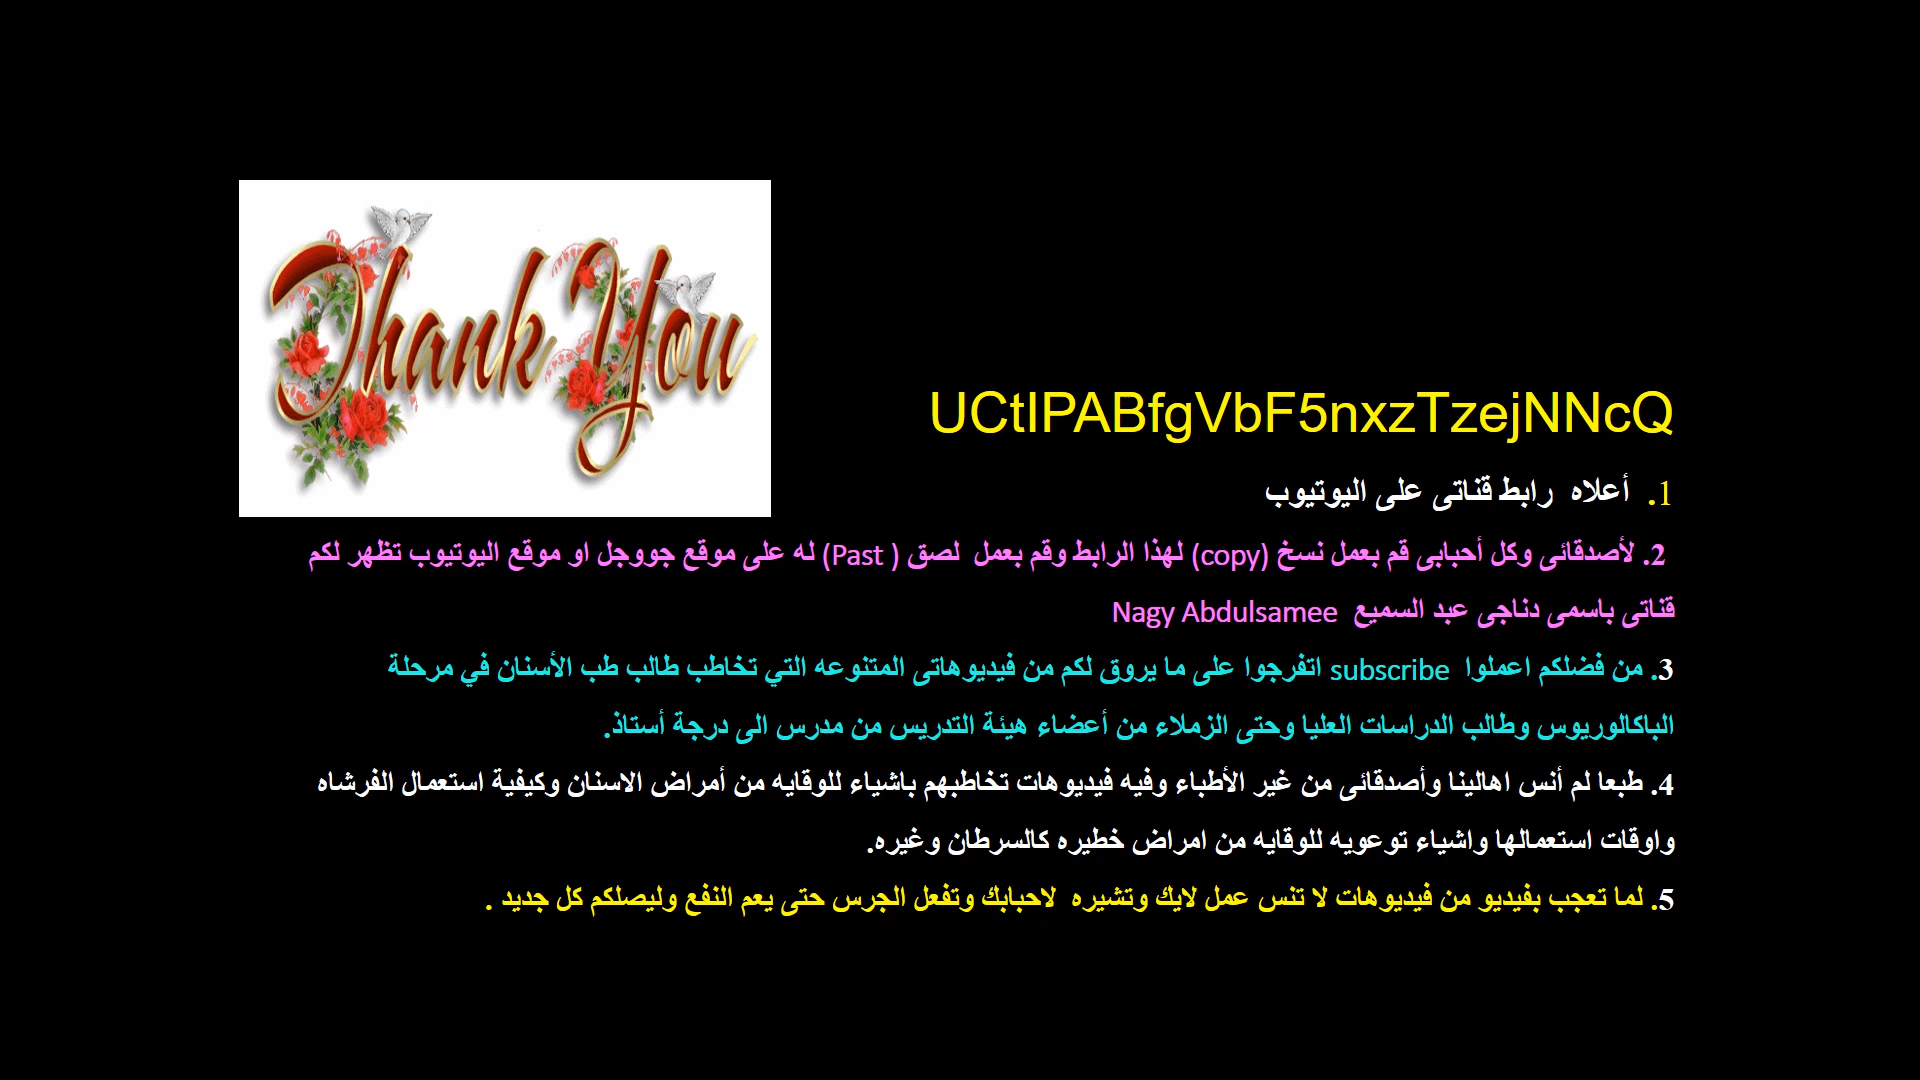 Thank You
UCtIPABfgVbF5nxzTzejNNcQ
1. أعلاه رابط قناتى على اليوتيوب
2. لأصدقائى وكل أحبابى قم بعمل نسخ (copy) لهذا الرابط وقم بعمل لصق ( Past) له على موقع جووجل او موقع اليوتيوب تظهر لكم
قناتى باسمى دناجى عبد السميع Nagy Abdulsamee
3. من فضلكم اعملوا subscribe اتفرجوا على ما يروق لكم من فيديوهاتى المتنوعه التي تخاطب طالب طب الأسنان في مرحلة
الباكالوريوس وطالب الدراسات العليا وحتى الزملاء من أعضاء هيئة التدريس من مدرس الى درجة أستاذ.
4. طبعا لم أنس اهالينا وأصدقائى من غير الأطباء وفيه فيديوهات تخاطبهم باشياء للوقايه من أمراض الاسنان وكيفية استعمال الفرشاه
واوقات استعمالها واشياء توعويه للوقايه من امراض خطيره كالسرطان وغيره.
5. لما تعجب بفيديو من فيديوهات لا تنس عمل لايك وتشيره لاحبابك وتفعل الجرس حتى يعم النفع وليصلكم كل جديد .